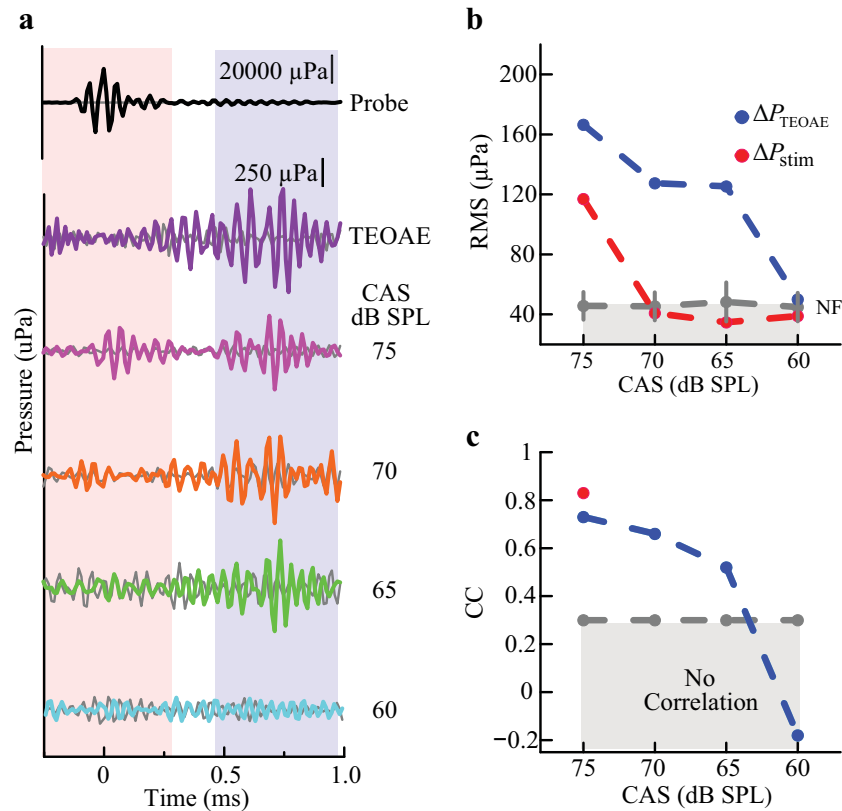 a
20000 µPa
Probe
250 µPa
TEOAE
CAS
dB SPL
75
70
65
60
Pressure (uPa)
0
0.5
1.0
Time (ms)
b
200
160
120
80
40
RMS (µPa)
ΔP_TEOAE
ΔP_stim
NF
75
70
65
60
CAS (dB SPL)
c
1
0.8
0.6
0.4
0.2
0
−0.2
CC
No
Correlation
75
70
65
60
CAS (dB SPL)